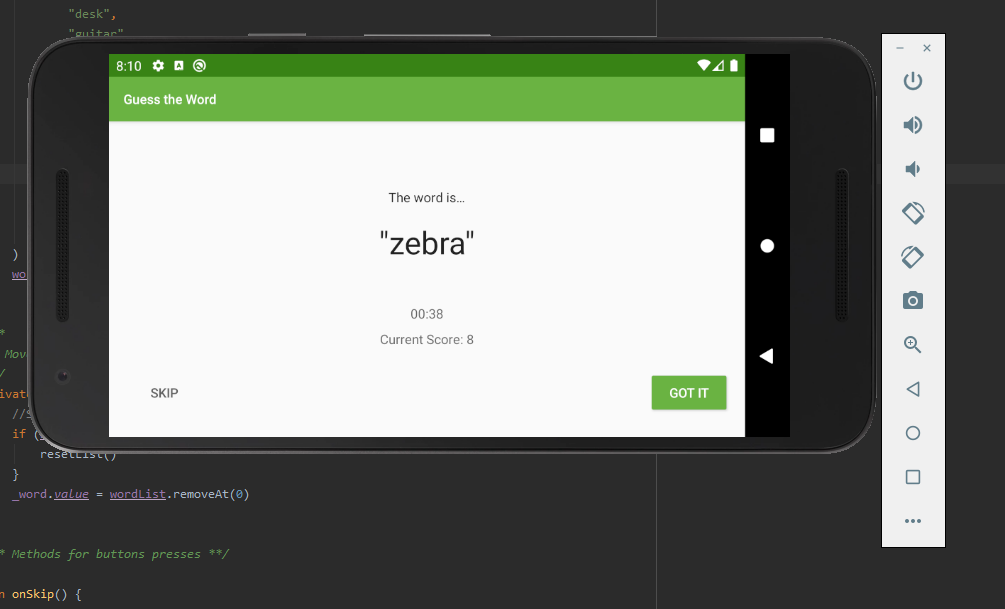 "desk",
"guitar"
8:10
Guess the Word
The word is…
"zebra"
)
wo
00:38
*
Current Score: 8
Mov
/
ivat
SKIP
GOT IT
//S
if (
resetList()
}
_word.value = wordList.removeAt(0)
* Methods for buttons presses **/
n onSkip() {